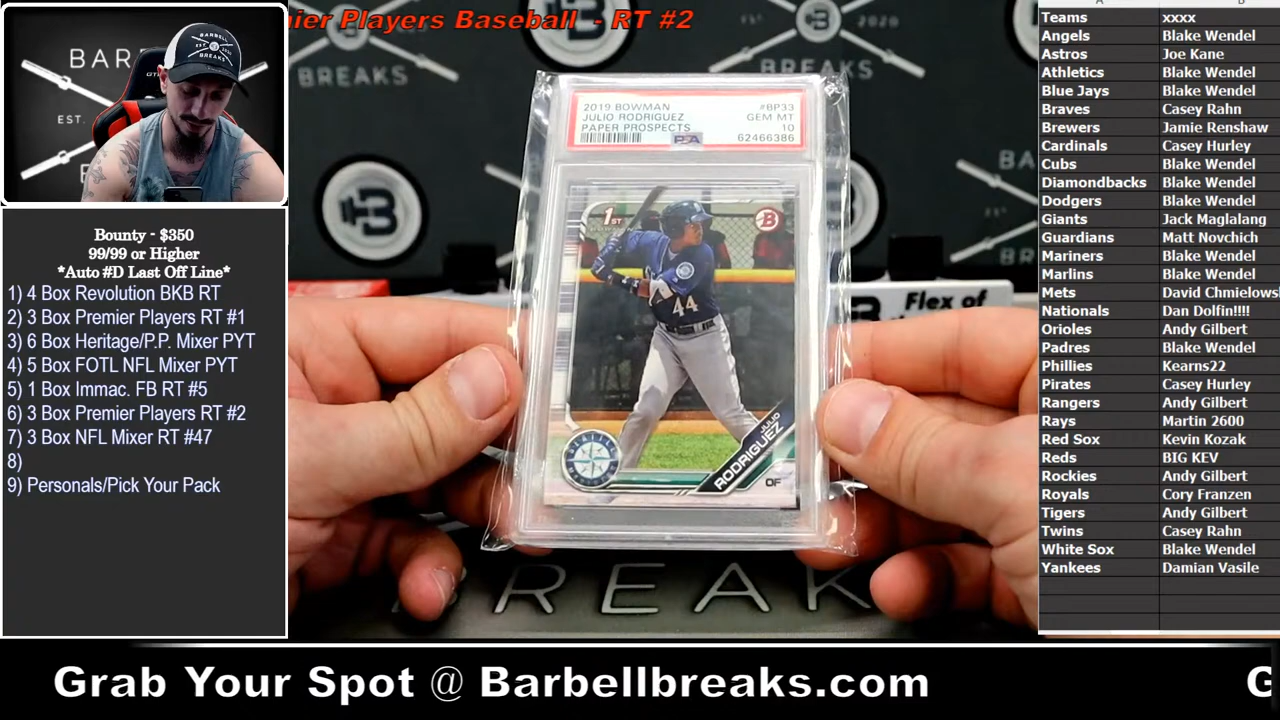 ier Players Baseball - RT #2
BARBELL
BREAKS
BAR
EST.
2020
BREAKS
Bounty - $350
99/99 or Higher
*Auto #D Last Off Line*
1) 4 Box Revolution BKB RT
2) 3 Box Premier Players RT #1
3) 6 Box Heritage/P.P. Mixer PYT
4) 5 Box FOTL NFL Mixer PYT
5) 1 Box Immac. FB RT #5
6) 3 Box Premier Players RT #2
7) 3 Box NFL Mixer RT #47
8)
9) Personals/Pick Your Pack
2019 BOWMAN #BP33
JULIO RODRIGUEZ GEM MT
PAPER PROSPECTS 10
PSA 62466386
1ST
B
44
JULIO
RODRIGUEZ
OF
Flex of
BREAK
A B
Teams xxxx
Angels Blake Wendel
Astros Joe Kane
Athletics Blake Wendel
Blue Jays Blake Wendel
Braves Casey Rahn
Brewers Jamie Renshaw
Cardinals Casey Hurley
Cubs Blake Wendel
Diamondbacks Blake Wendel
Dodgers Blake Wendel
Giants Jack Maglalang
Guardians Matt Novchich
Mariners Blake Wendel
Marlins Blake Wendel
Mets David Chmielows
Nationals Dan Dolfin!!!!
Orioles Andy Gilbert
Padres Blake Wendel
Phillies Kearns22
Pirates Casey Hurley
Rangers Andy Gilbert
Rays Martin 2600
Red Sox Kevin Kozak
Reds BIG KEV
Rockies Andy Gilbert
Royals Cory Franzen
Tigers Andy Gilbert
Twins Casey Rahn
White Sox Blake Wendel
Yankees Damian Vasile
Grab Your Spot @ Barbellbreaks.com G